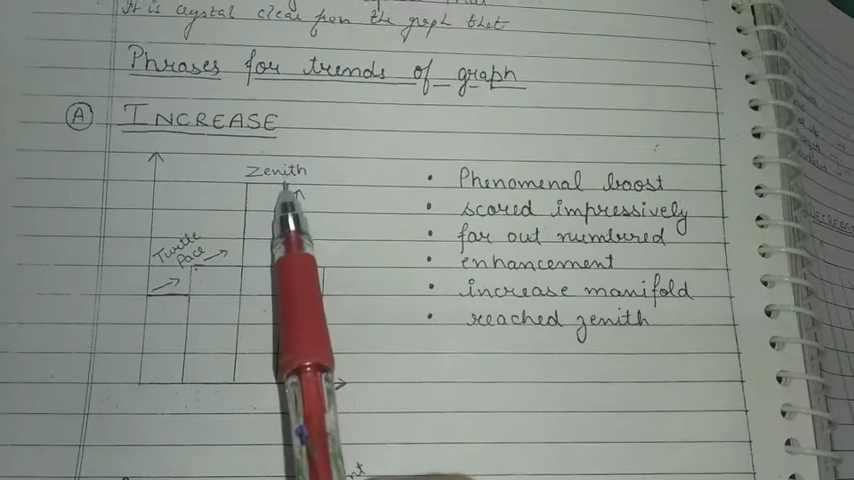 It is crystal clear from the graph that
Phrases for trends of graph
A INCREASE
Zenith
Turtle
Pace
• Phenomenal boost
• scored impressively
• far out numbered
• enhancement
• increase manifold
• reached zenith